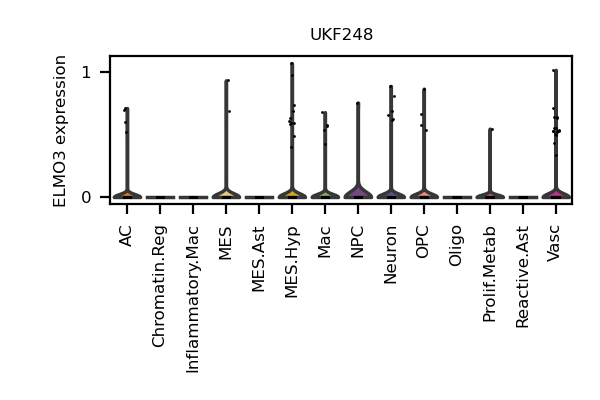 UKF248
ELMO3 expression
1
0
AC
Chromatin.Reg
Inflammatory.Mac
MES
MES.Ast
MES.Hyp
Mac
NPC
Neuron
OPC
Oligo
Prolif.Metab
Reactive.Ast
Vasc